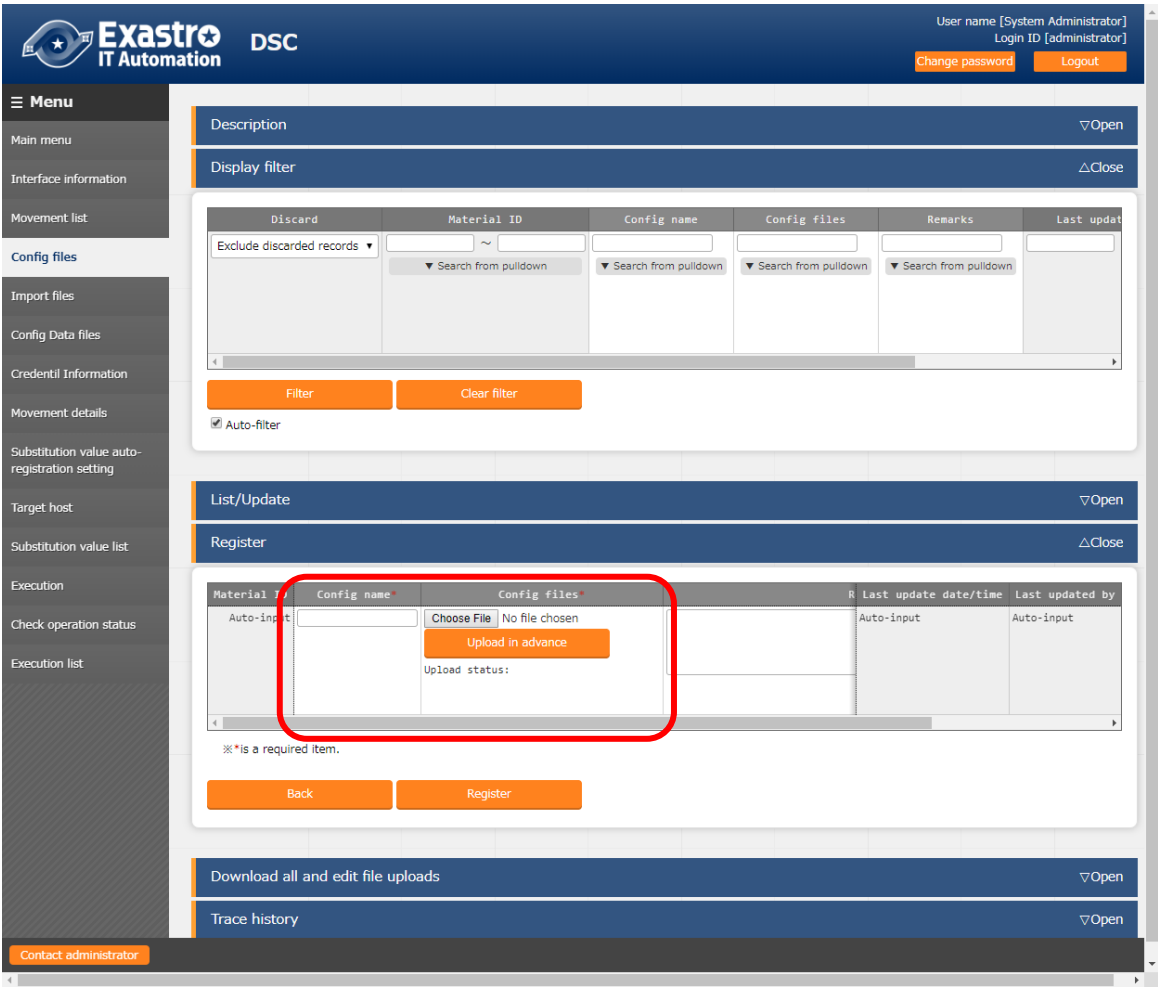 Exastro
IT Automation
DSC
User name [System Administrator]
Login ID [administrator]
Change password
Logout
☰ Menu
Main menu
Interface information
Movement list
Config files
Import files
Config Data files
Credentil Information
Movement details
Substitution value auto-
registration setting
Target host
Substitution value list
Execution
Check operation status
Execution list
Description ▽Open
Display filter △Close
Discard Material ID Config name Config files Remarks Last updat
Exclude discarded records ▼ ～
▼ Search from pulldown ▼ Search from pulldown ▼ Search from pulldown ▼ Search from pulldown
Filter Clear filter
Auto-filter
List/Update ▽Open
Register △Close
Material ID Config name* Config files* R Last update date/time Last updated by
Auto-input Choose File No file chosen Auto-input Auto-input
Upload in advance
Upload status:
※*is a required item.
Back Register
Download all and edit file uploads ▽Open
Trace history ▽Open
Contact administrator